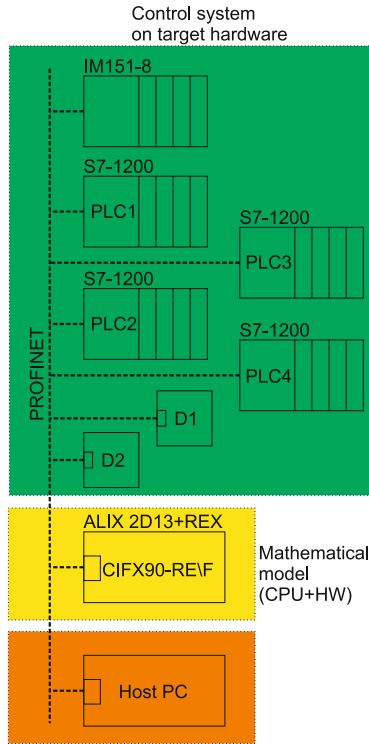 Control system
on target hardware
IM151-8
S7-1200
PLC1
S7-1200
PLC3
S7-1200
PLC2
S7-1200
PLC4
PROFINET
D1
D2
ALIX 2D13+REX
CIFX90-RE\F
Mathematical
model
(CPU+HW)
Host PC